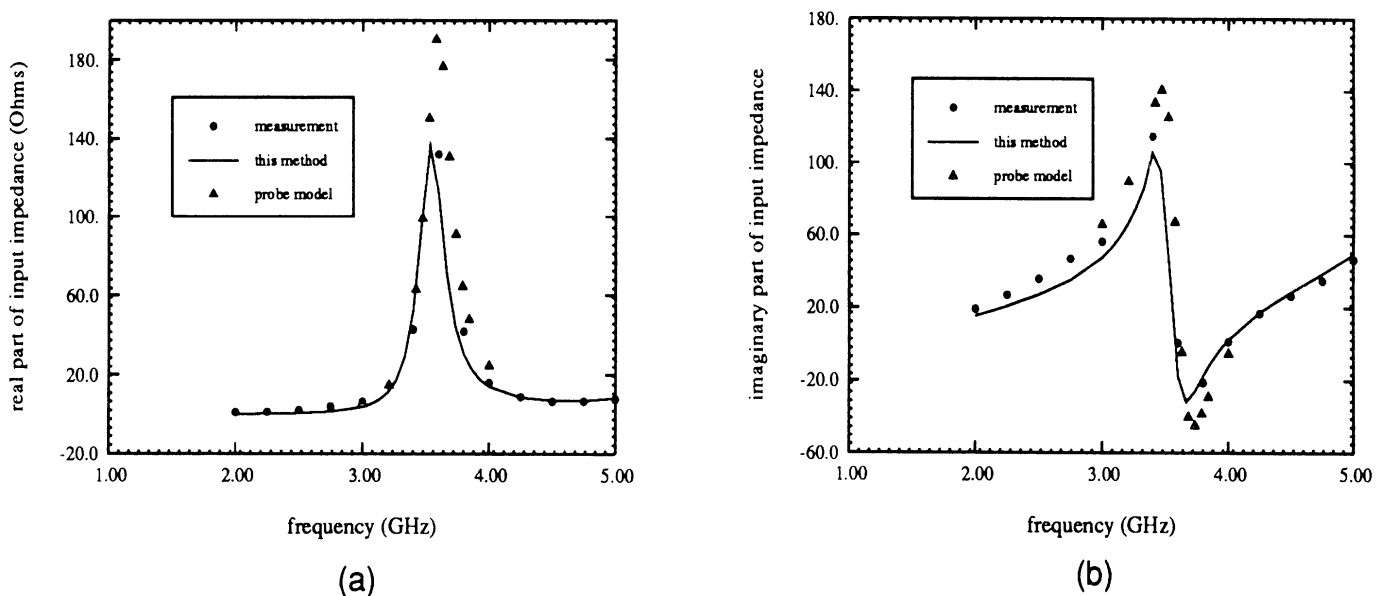 real part of input impedance (Ohms)
180.
140.
100.
60.0
20.0
-20.0
measurement
this method
probe model
1.00 2.00 3.00 4.00 5.00
frequency (GHz)
(a)
imaginary part of input impedance
180.
140.
100.
60.0
20.0
-20.0
-60.0
measurement
this method
probe model
1.00 2.00 3.00 4.00 5.00
frequency (GHz)
(b)